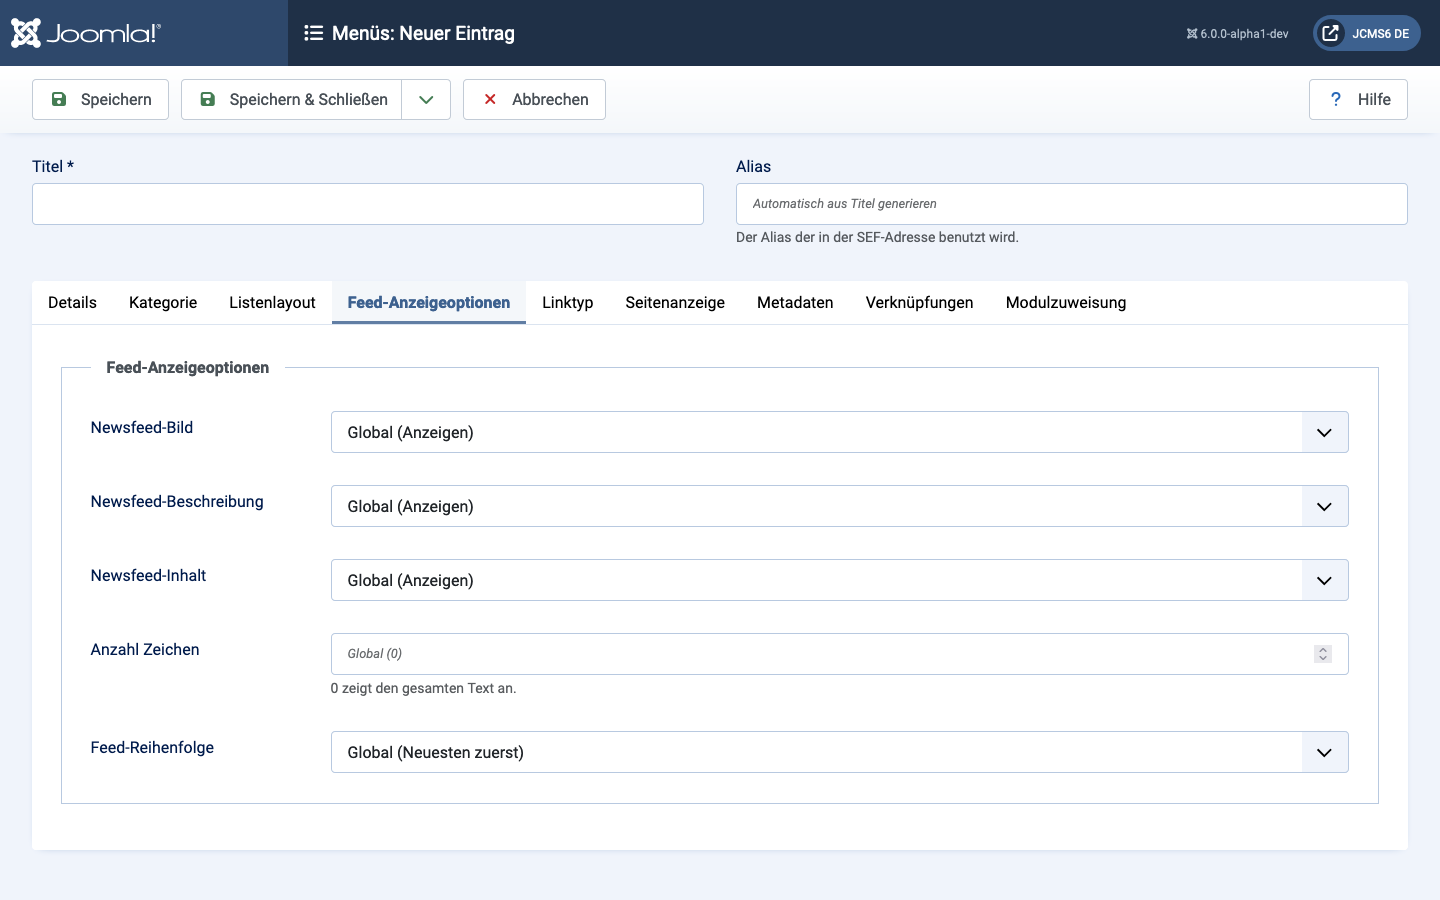 Joomla!®
Menüs: Neuer Eintrag
6.0.0-alpha1-dev
JCMS6 DE
Speichern
Speichern & Schließen
Abbrechen
? Hilfe
Titel *
Alias
Automatisch aus Titel generieren
Der Alias der in der SEF-Adresse benutzt wird.
Details Kategorie Listenlayout Feed-Anzeigeoptionen Linktyp Seitenanzeige Metadaten Verknüpfungen Modulzuweisung
Feed-Anzeigeoptionen
Newsfeed-Bild
Global (Anzeigen)
Newsfeed-Beschreibung
Global (Anzeigen)
Newsfeed-Inhalt
Global (Anzeigen)
Anzahl Zeichen
Global (0)
0 zeigt den gesamten Text an.
Feed-Reihenfolge
Global (Neuesten zuerst)